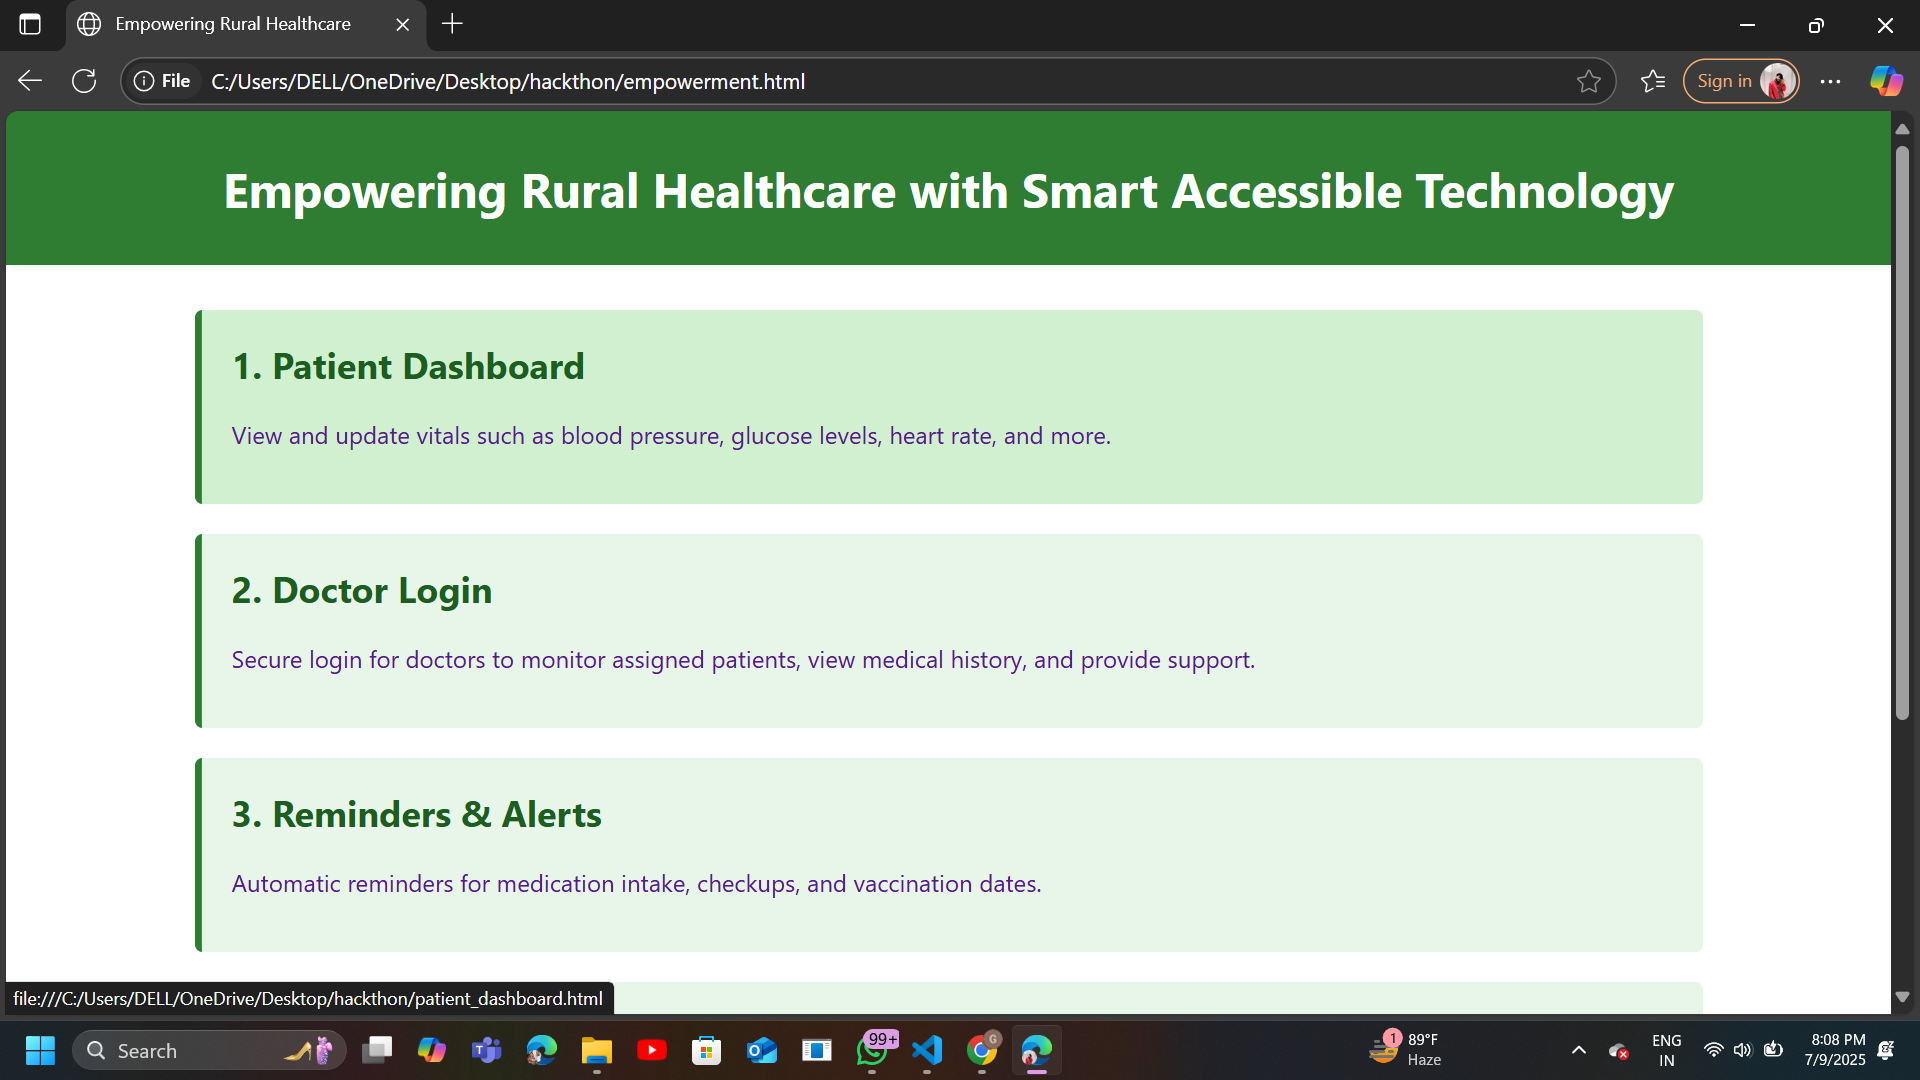 Empowering Rural Healthcare
File
C:/Users/DELL/OneDrive/Desktop/hackthon/empowerment.html
Sign in
Empowering Rural Healthcare with Smart Accessible Technology
1. Patient Dashboard
View and update vitals such as blood pressure, glucose levels, heart rate, and more.
2. Doctor Login
Secure login for doctors to monitor assigned patients, view medical history, and provide support.
3. Reminders & Alerts
Automatic reminders for medication intake, checkups, and vaccination dates.
file:///C:/Users/DELL/OneDrive/Desktop/hackthon/patient_dashboard.html
Search
99+
G
1
89°F
Haze
ENG
IN
8:08 PM
7/9/2025